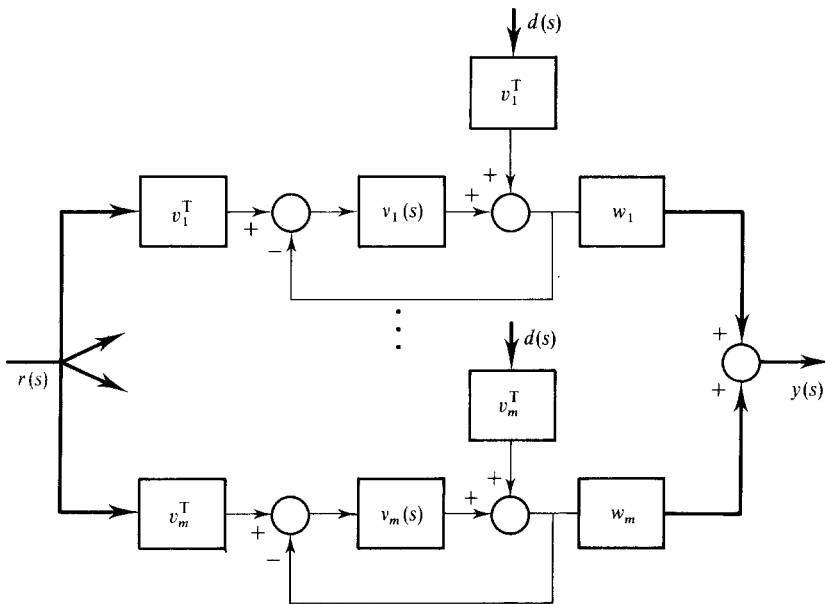 d(s)
v₁ᵀ
+
+
v₁ᵀ
+
−
v₁(s)
w₁
+
r(s)
d(s)
+
y(s)
vₘᵀ
+
+
vₘᵀ
+
−
vₘ(s)
wₘ